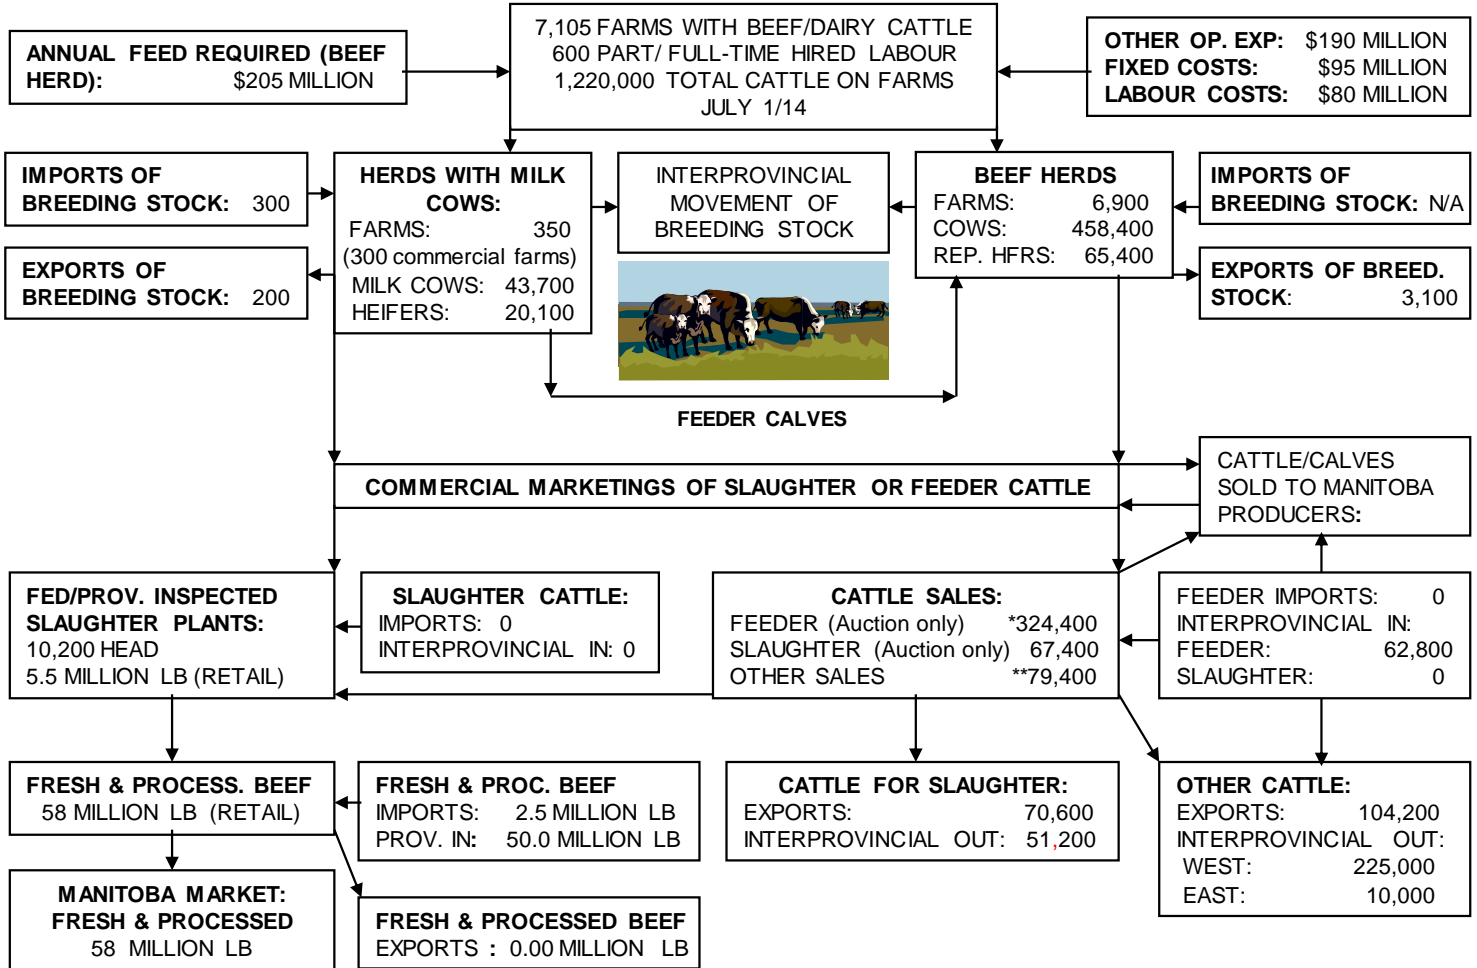 7,105 FARMS WITH BEEF/DAIRY CATTLE
600 PART/ FULL-TIME HIRED LABOUR
1,220,000 TOTAL CATTLE ON FARMS
JULY 1/14
ANNUAL FEED REQUIRED (BEEF
HERD): $205 MILLION
OTHER OP. EXP: $190 MILLION
FIXED COSTS: $95 MILLION
LABOUR COSTS: $80 MILLION
IMPORTS OF
BREEDING STOCK: 300
EXPORTS OF
BREEDING STOCK: 200
HERDS WITH MILK
COWS:
FARMS: 350
(300 commercial farms)
MILK COWS: 43,700
HEIFERS: 20,100
INTERPROVINCIAL
MOVEMENT OF
BREEDING STOCK
BEEF HERDS
FARMS: 6,900
COWS: 458,400
REP. HFRS: 65,400
IMPORTS OF
BREEDING STOCK: N/A
EXPORTS OF BREED.
STOCK: 3,100
FEEDER CALVES
COMMERCIAL MARKETINGS OF SLAUGHTER OR FEEDER CATTLE
CATTLE/CALVES
SOLD TO MANITOBA
PRODUCERS:
FED/PROV. INSPECTED
SLAUGHTER PLANTS:
10,200 HEAD
5.5 MILLION LB (RETAIL)
SLAUGHTER CATTLE:
IMPORTS: 0
INTERPROVINCIAL IN: 0
CATTLE SALES:
FEEDER (Auction only) *324,400
SLAUGHTER (Auction only) 67,400
OTHER SALES **79,400
FEEDER IMPORTS: 0
INTERPROVINCIAL IN:
FEEDER: 62,800
SLAUGHTER: 0
FRESH & PROCESS. BEEF
58 MILLION LB (RETAIL)
FRESH & PROC. BEEF
IMPORTS: 2.5 MILLION LB
PROV. IN: 50.0 MILLION LB
CATTLE FOR SLAUGHTER:
EXPORTS: 70,600
INTERPROVINCIAL OUT: 51,200
OTHER CATTLE:
EXPORTS: 104,200
INTERPROVINCIAL OUT:
WEST: 225,000
EAST: 10,000
MANITOBA MARKET:
FRESH & PROCESSED
58 MILLION LB
FRESH & PROCESSED BEEF
EXPORTS : 0.00 MILLION LB